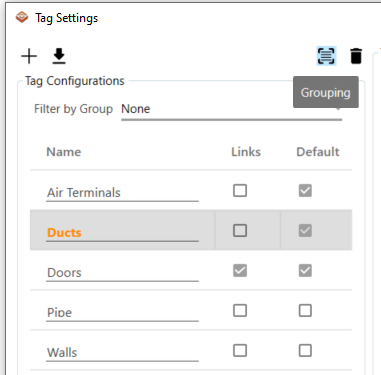 Tag Settings
Tag Configurations
Grouping
Filter by Group None
Name Links Default
Air Terminals
Ducts
Doors
Pipe
Walls